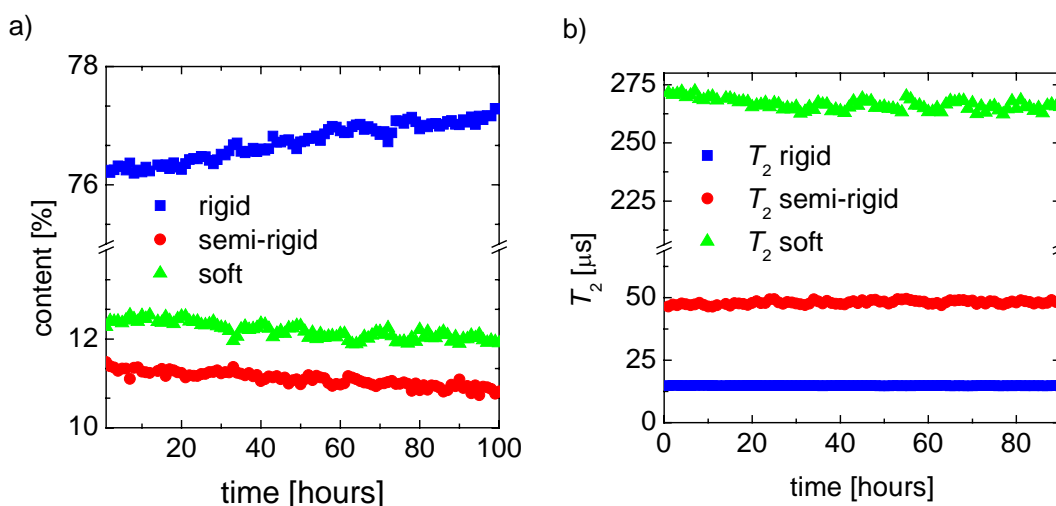 a)
78
76
12
10
content [%]
rigid
semi-rigid
soft
20 40 60 80 100
time [hours]
b)
275
260
225
50
25
0
T2 [μs]
T2 rigid
T2 semi-rigid
T2 soft
0 20 40 60 80
time [hours]